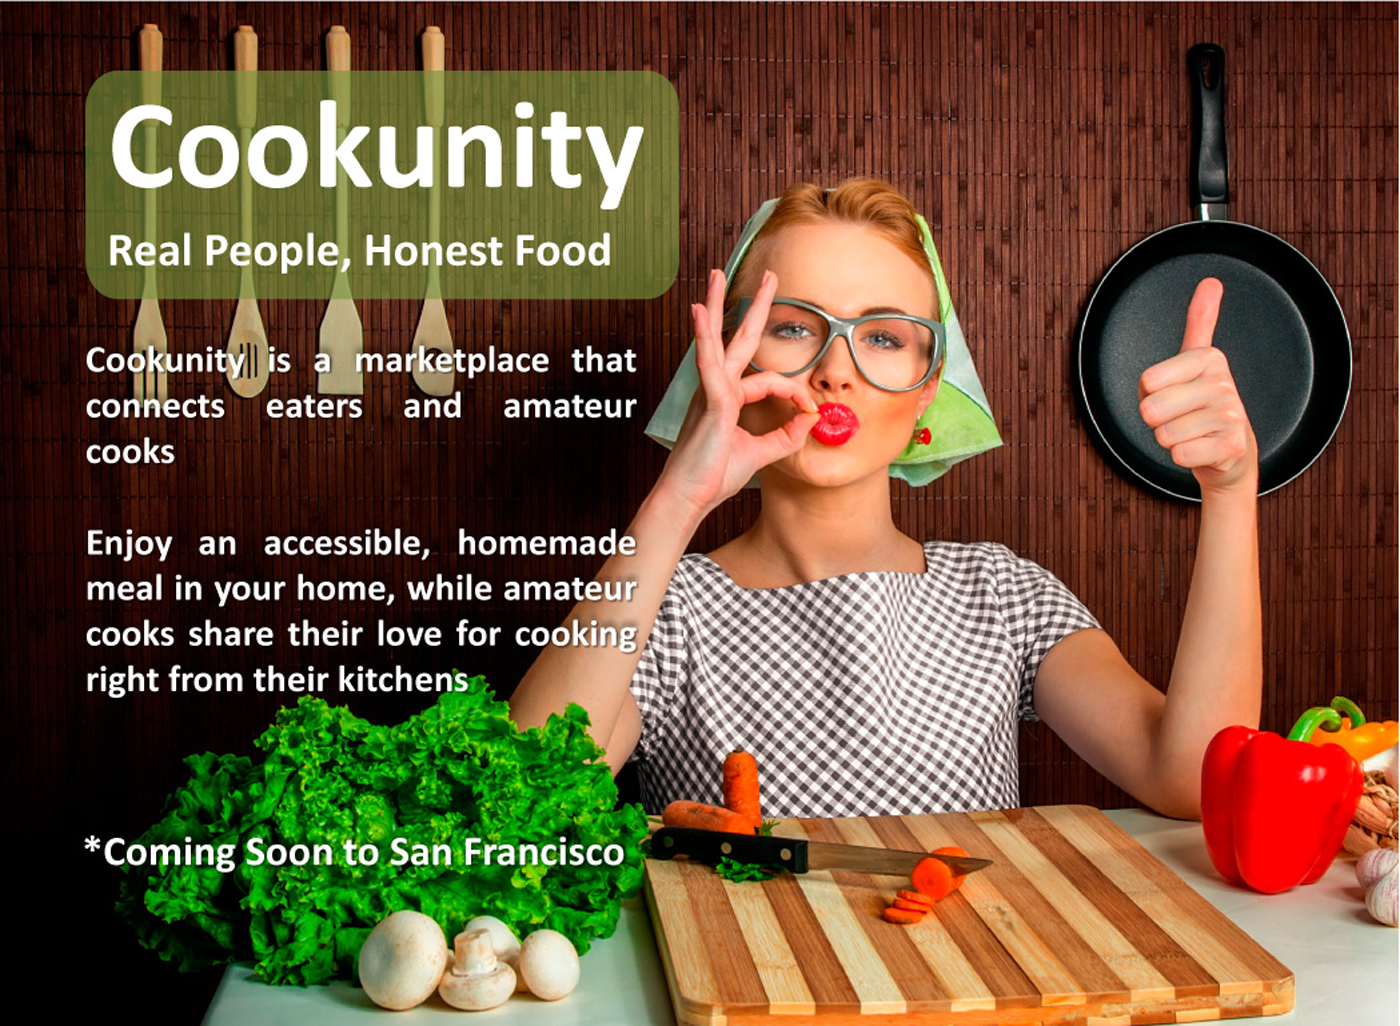 Cookunity
Real People, Honest Food
Cookunity is a marketplace that
connects eaters and amateur
cooks
Enjoy an accessible, homemade
meal in your home, while amateur
cooks share their love for cooking
right from their kitchens
*Coming Soon to San Francisco